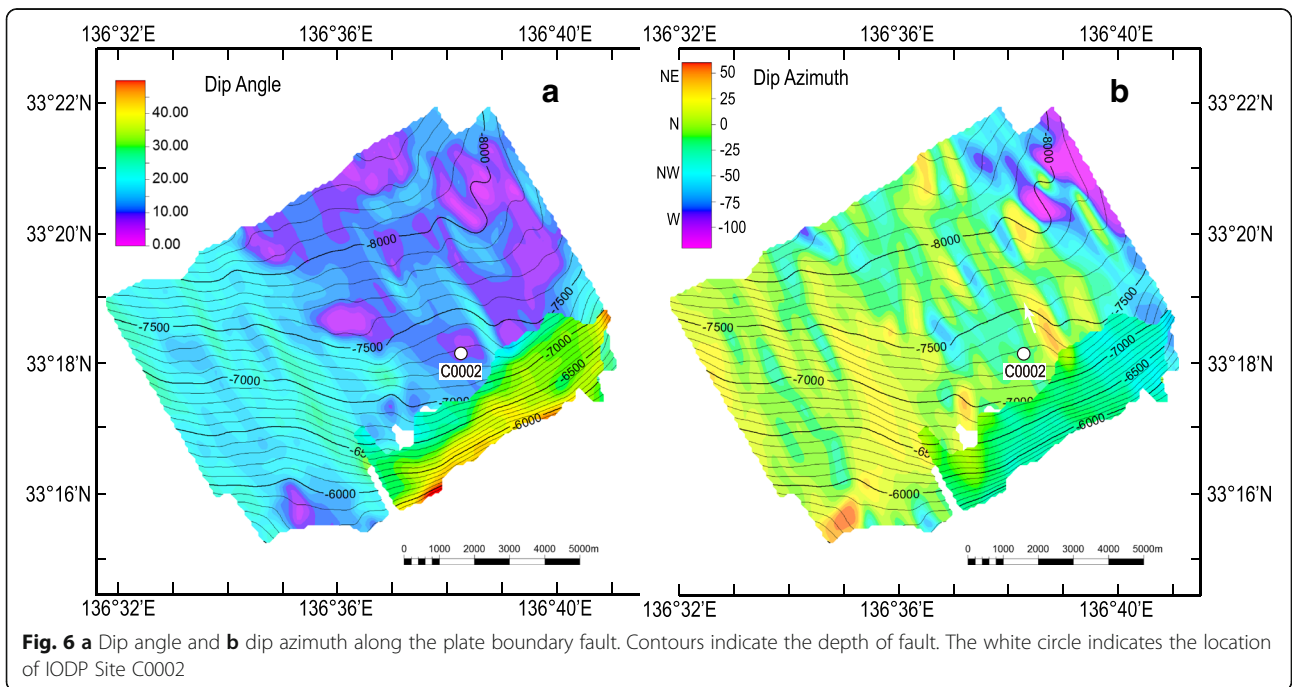 136°32'E 136°36'E 136°40'E 136°32'E 136°36'E 136°40'E
Dip Angle
a
40.00
30.00
20.00
10.00
0.00
33°22'N
33°20'N
33°18'N
33°16'N
-8000
-8000
-7500
-7500
-7500
-7000
-7000
-7000
-6500
-6000
-6000
C0002
0 1000 2000 3000 4000 5000m
NE
N
NW
W
50
25
0
-25
-50
-75
-100
Dip Azimuth
b
33°22'N
33°20'N
33°18'N
33°16'N
-8000
-8000
-7500
-7500
-7500
-7000
-7000
-7000
-6500
-6000
-6000
C0002
0 1000 2000 3000 4000 5000m
136°32'E 136°36'E 136°40'E 136°32'E 136°36'E 136°40'E
Fig. 6 a Dip angle and b dip azimuth along the plate boundary fault. Contours indicate the depth of fault. The white circle indicates the location
of IODP Site C0002